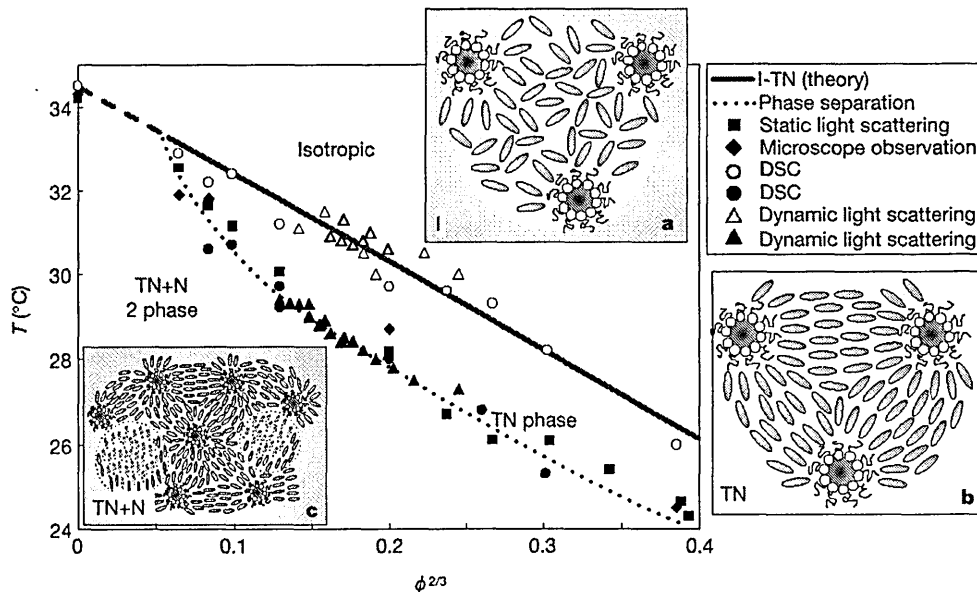 34
32
30
28
26
24
T (°C)
0
0.1
0.2
0.3
0.4
ϕ2/3
Isotropic
TN+N
2 phase
TN phase
I
a
TN
b
TN+N
c
I-TN (theory)
Phase separation
Static light scattering
Microscope observation
DSC
DSC
Dynamic light scattering
Dynamic light scattering